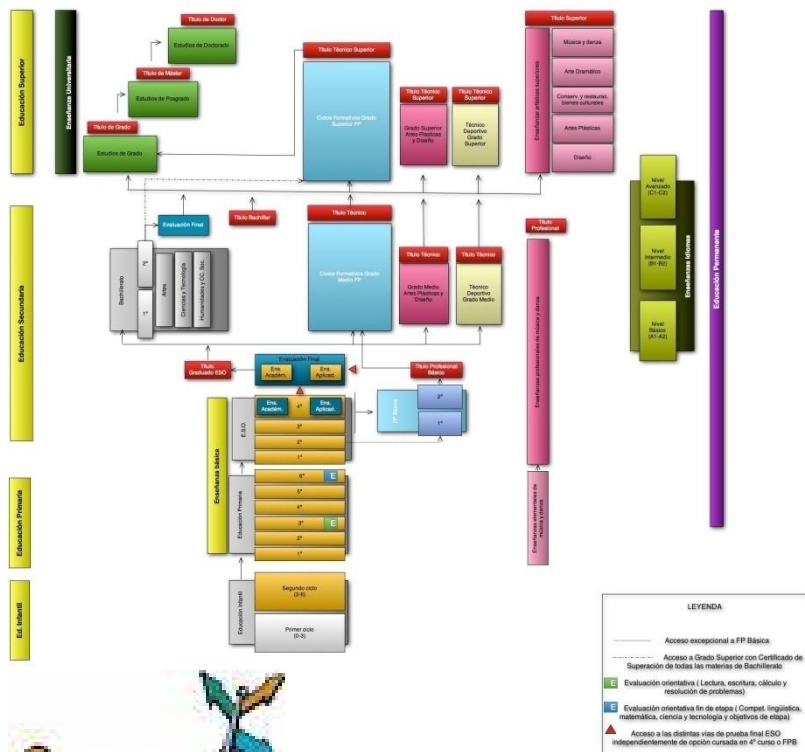 Educación Superior
Enseñanza Universitaria
Título de Doctor
Estudios de Doctorado
Título de Máster
Estudios de Posgrado
Título de Grado
Estudios de Grado
Título Técnico Superior
Ciclos Formativos Grado
Superior FP
Título Técnico
Superior
Grado Superior
Artes Plásticas y
Diseño
Título Técnico
Superior
Técnico
Deportivo
Grado
Superior
Título Superior
Enseñanzas artísticas superiores
Música y danza
Arte Dramático
Conserv. y restaurac.
bienes culturales
Artes Plásticas
Diseño
Educación Secundaria
Evaluación Final
Título Bachiller
Bachillerato
2º
1º
Artes
Ciencias y Tecnología
Humanidades y CC. Soc.
Título Técnico
Ciclos Formativos Grado
Medio FP
Título Técnico
Grado Medio
Artes Plásticas y
Diseño
Título Técnico
Técnico
Deportivo
Grado Medio
Título
Profesional
Enseñanzas profesionales de música y danza
Nivel
Avanzado
(C1-C2)
Nivel
Intermedio
(B1-B2)
Nivel
Básico
(A1-A2)
Enseñanzas Idiomas
Educación Permanente
Título
Graduado ESO
Evaluación Final
Ens.
Académ.
Ens.
Aplicad.
Título Profesional
Básico
FP Básica
2º
1º
Enseñanza básica
E.S.O.
Ens.
Académ.
4º
Ens.
Aplicad.
3º
2º
1º
Educación Primaria
Educación Primaria
6º
E
5º
4º
3º
E
2º
1º
Enseñanzas elementales de
música y danza
Ed. Infantil
Educación Infantil
Segundo ciclo
(3-6)
Primer ciclo
(0-3)
LEYENDA
Acceso excepcional a FP Básica
Acceso a Grado Superior con Certificado de
Superación de todas las materias de Bachillerato
E Evaluación orientativa ( Lectura, escritura, cálculo y
resolución de problemas)
E Evaluación orientativa fin de etapa ( Compet. lingüística,
matemática, ciencia y tecnología y objetivos de etapa)
Acceso a las distintas vías de prueba final ESO
independientemente de opción cursada en 4º curso o FPB